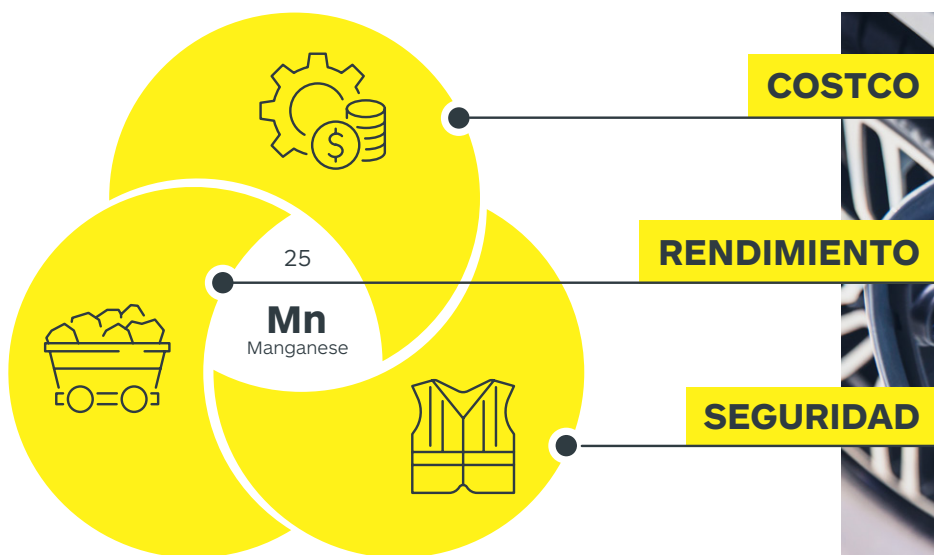 COSTCO
RENDIMIENTO
25
Mn
Manganese
SEGURIDAD